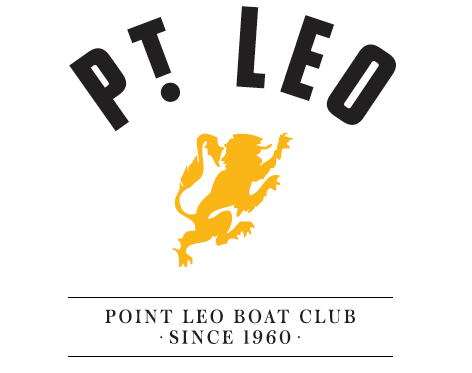 PT. LEO
POINT LEO BOAT CLUB
·SINCE 1960·